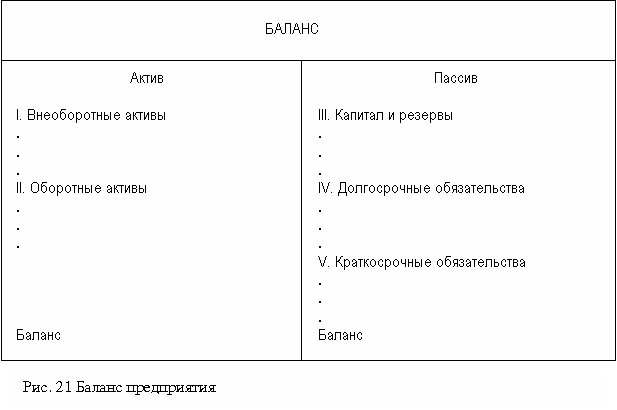 БАЛАНС
Актив
I. Внеоборотные активы
.
.
.
II. Оборотные активы
.
.
.
Баланс
Пассив
III. Капитал и резервы
.
.
.
IV. Долгосрочные обязательства
.
.
.
V. Краткосрочные обязательства
.
.
.
Баланс
Рис. 21 Баланс предприятия